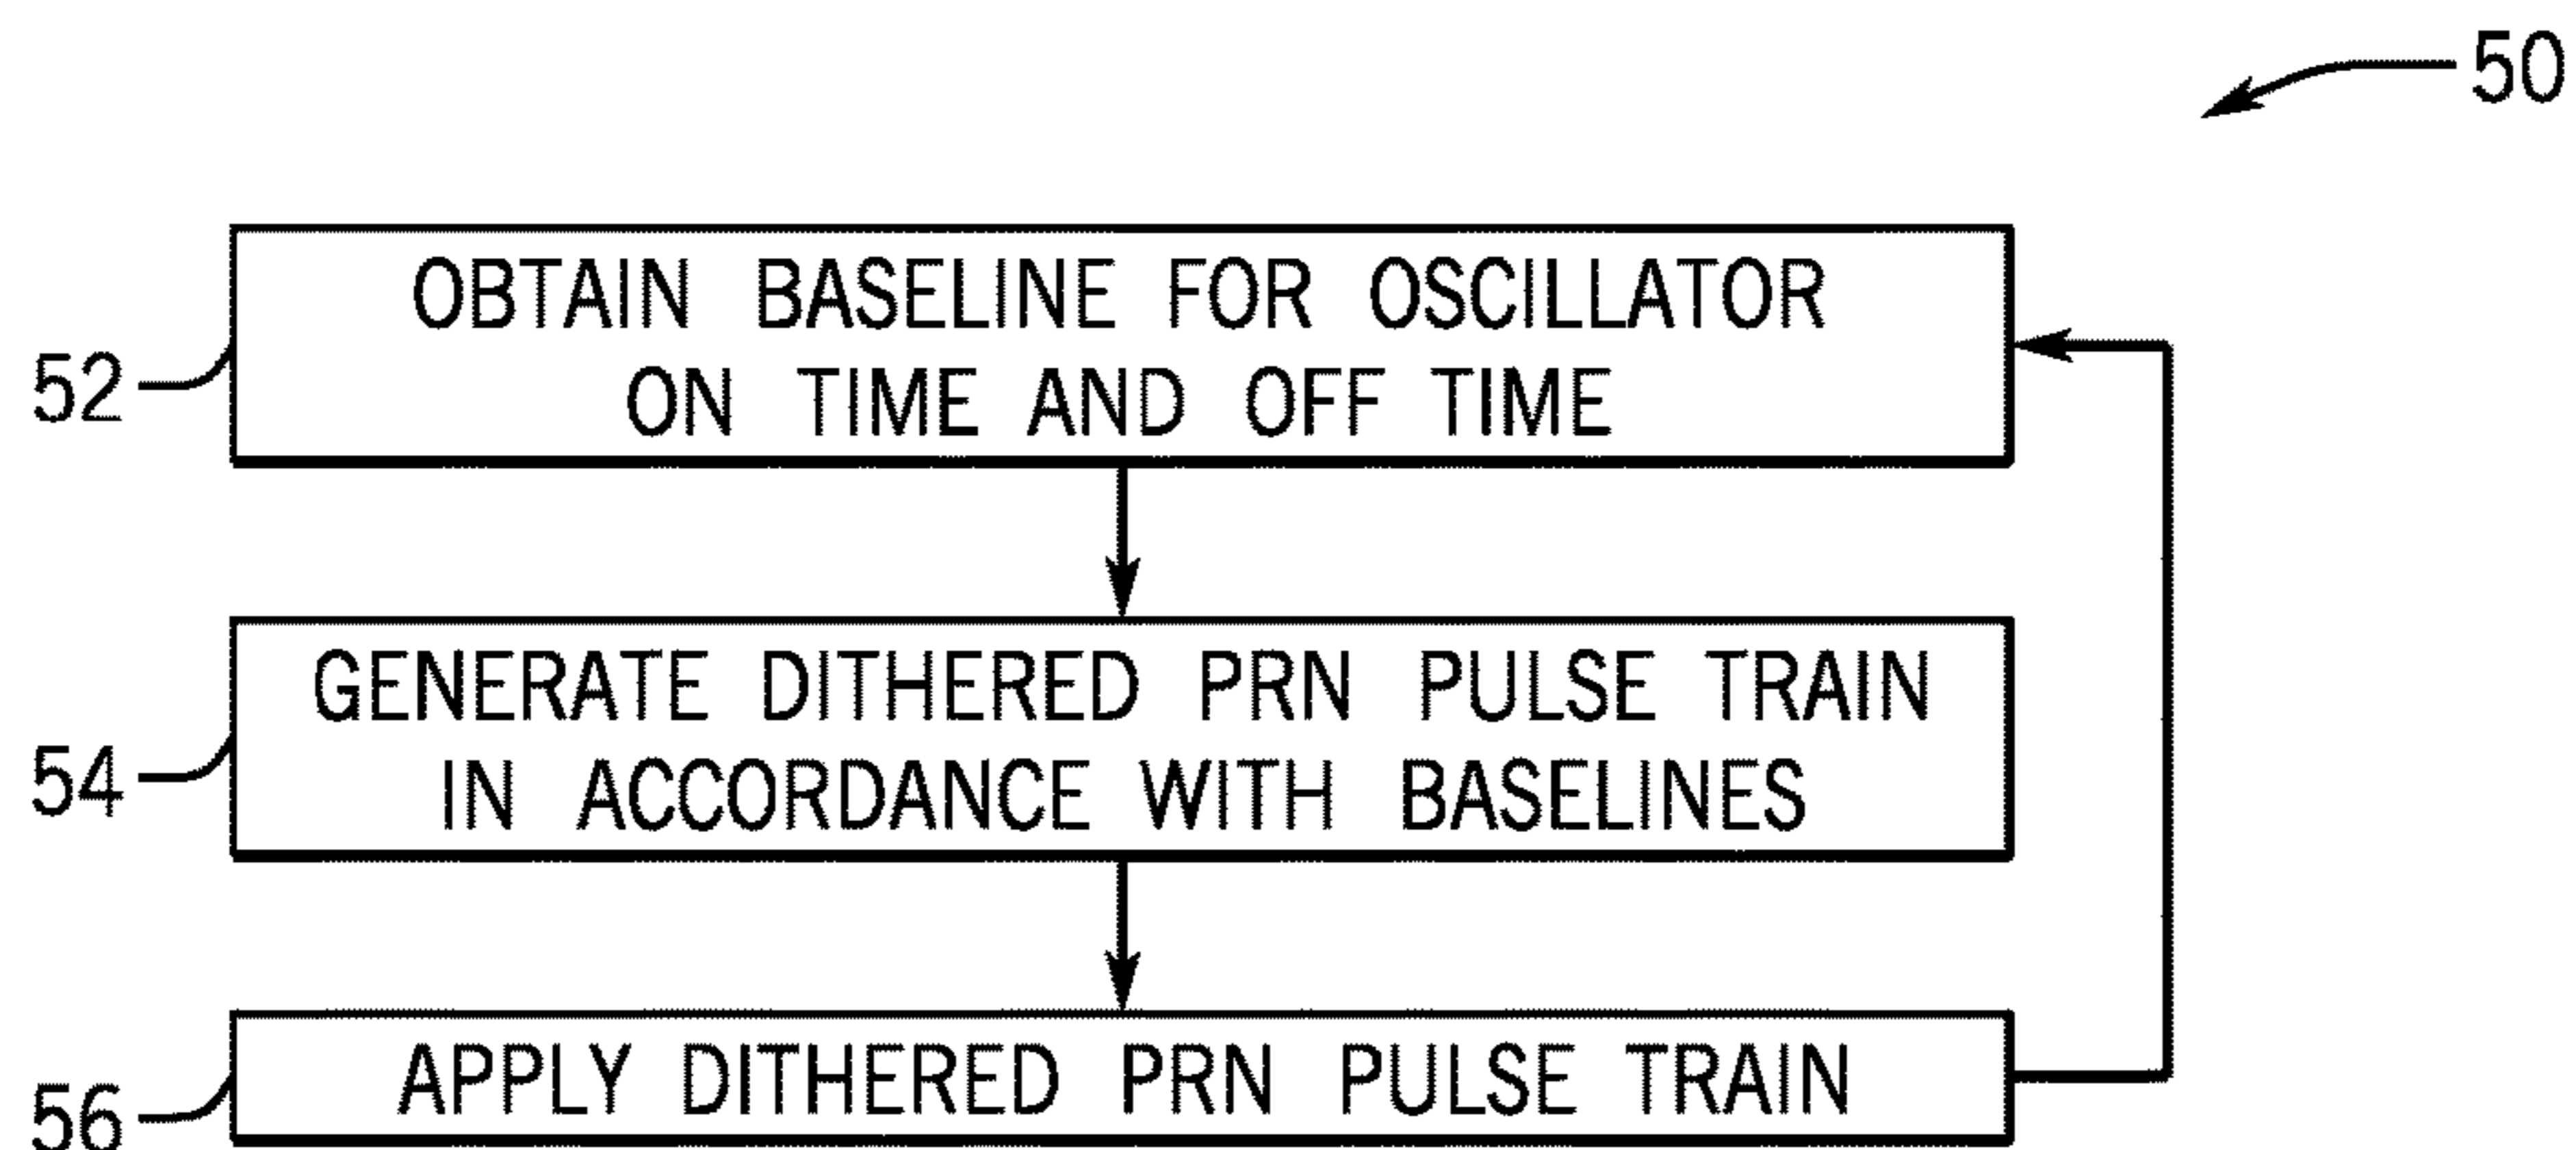 50
OBTAIN BASELINE FOR OSCILLATOR
ON TIME AND OFF TIME
52
GENERATE DITHERED PRN PULSE TRAIN
IN ACCORDANCE WITH BASELINES
54
APPLY DITHERED PRN PULSE TRAIN
56